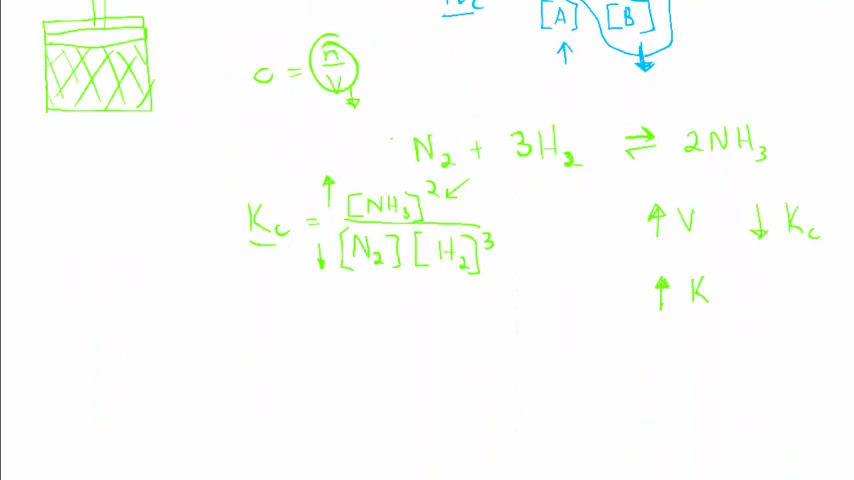 [A] [B]
c = n/V
N₂ + 3H₂ ⇌ 2NH₃
Kc = [NH₃]² / [N₂] [H₂]³
↑ V ↓ Kc
↑ K